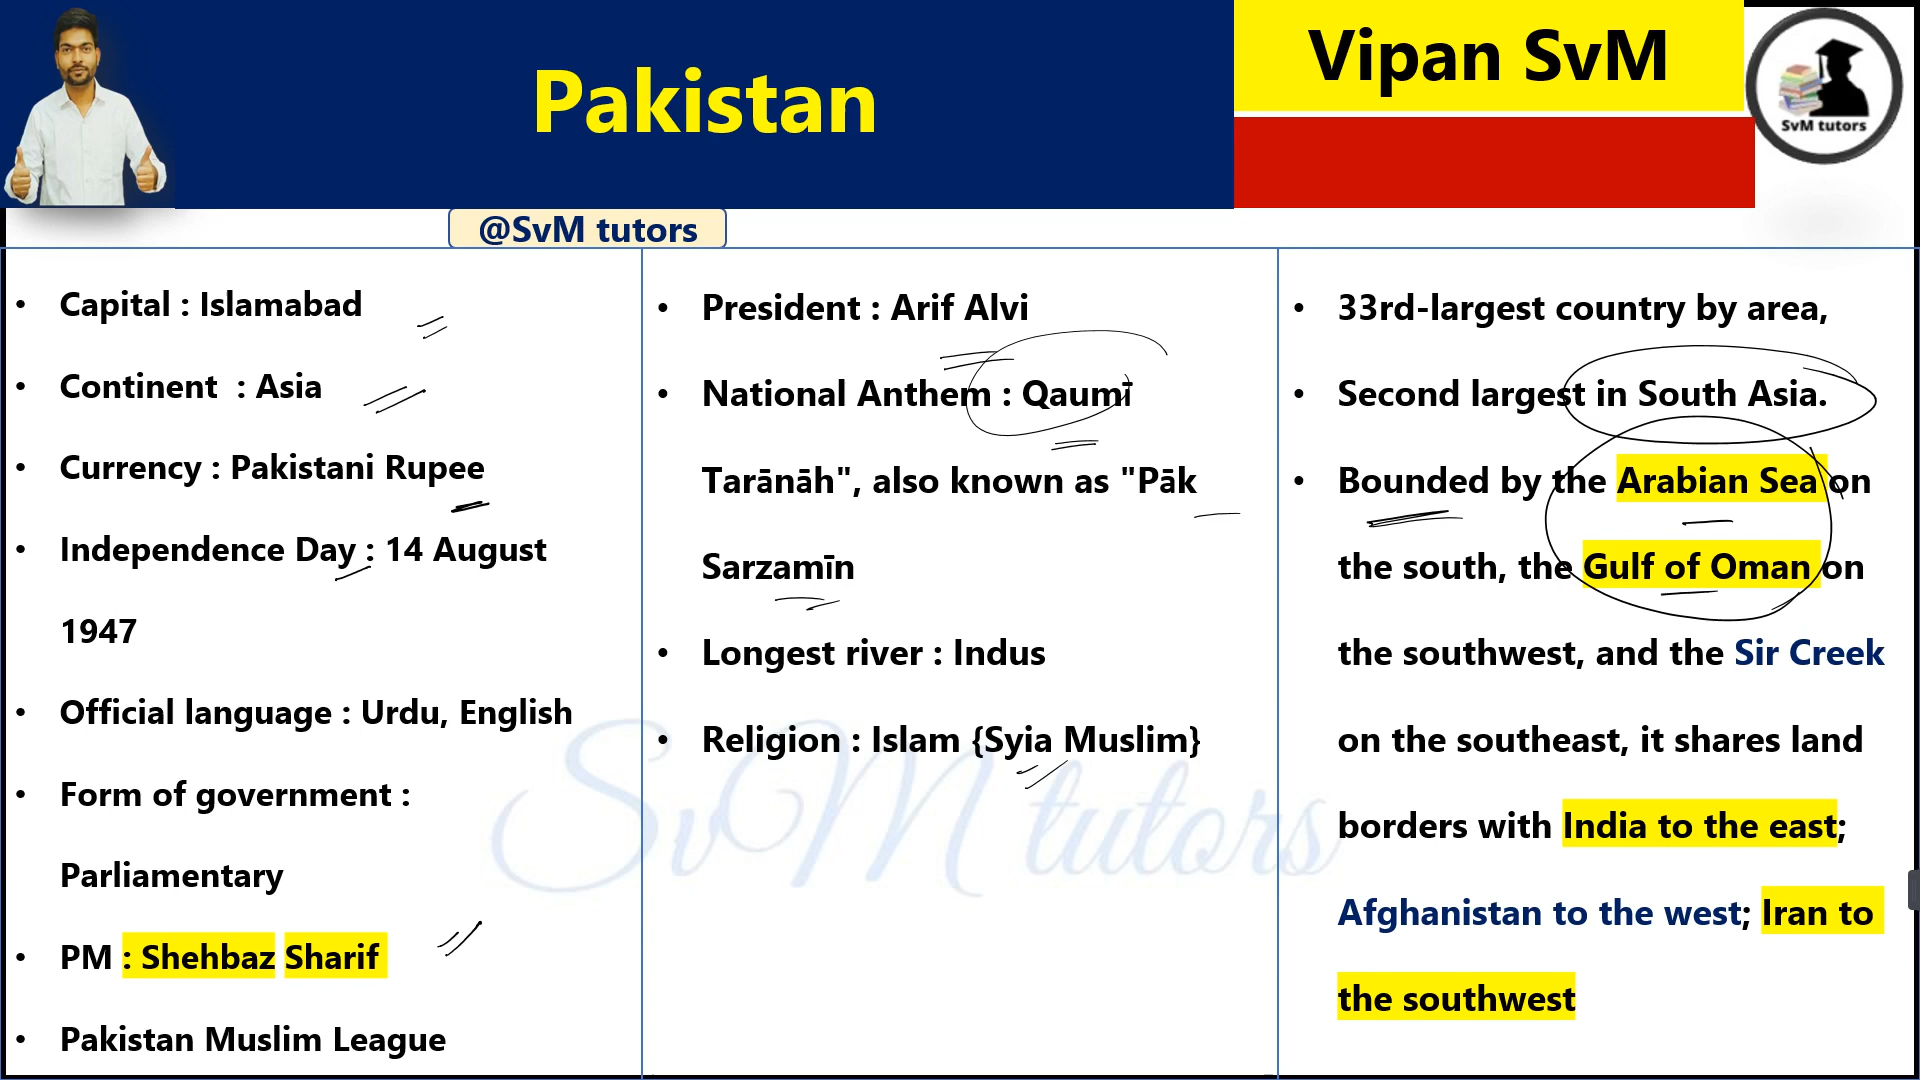 Pakistan
Vipan SvM
SvM tutors
@SvM tutors
• Capital : Islamabad
• Continent : Asia
• Currency : Pakistani Rupee
• Independence Day : 14 August
1947
• Official language : Urdu, English
• Form of government :
Parliamentary
• PM : Shehbaz Sharif
• Pakistan Muslim League
• President : Arif Alvi
• National Anthem : Qaumī
Tarānāh", also known as "Pāk
Sarzamīn
• Longest river : Indus
• Religion : Islam {Syia Muslim}
• 33rd-largest country by area,
• Second largest in South Asia.
• Bounded by the Arabian Sea on
the south, the Gulf of Oman on
the southwest, and the Sir Creek
on the southeast, it shares land
borders with India to the east;
Afghanistan to the west; Iran to
the southwest
SvM tutors